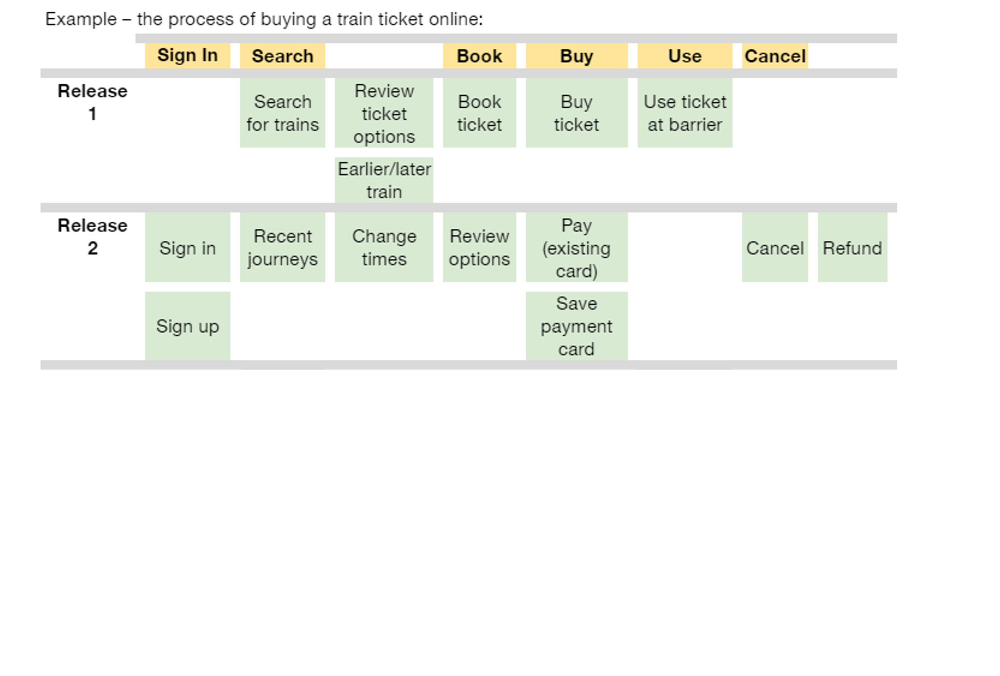 Example – the process of buying a train ticket online:
Sign In Search Book Buy Use Cancel
Release
1
Search
for trains
Review
ticket
options
Book
ticket
Buy
ticket
Use ticket
at barrier
Earlier/later
train
Release
2
Sign in
Recent
journeys
Change
times
Review
options
Pay
(existing
card)
Cancel
Refund
Sign up
Save
payment
card